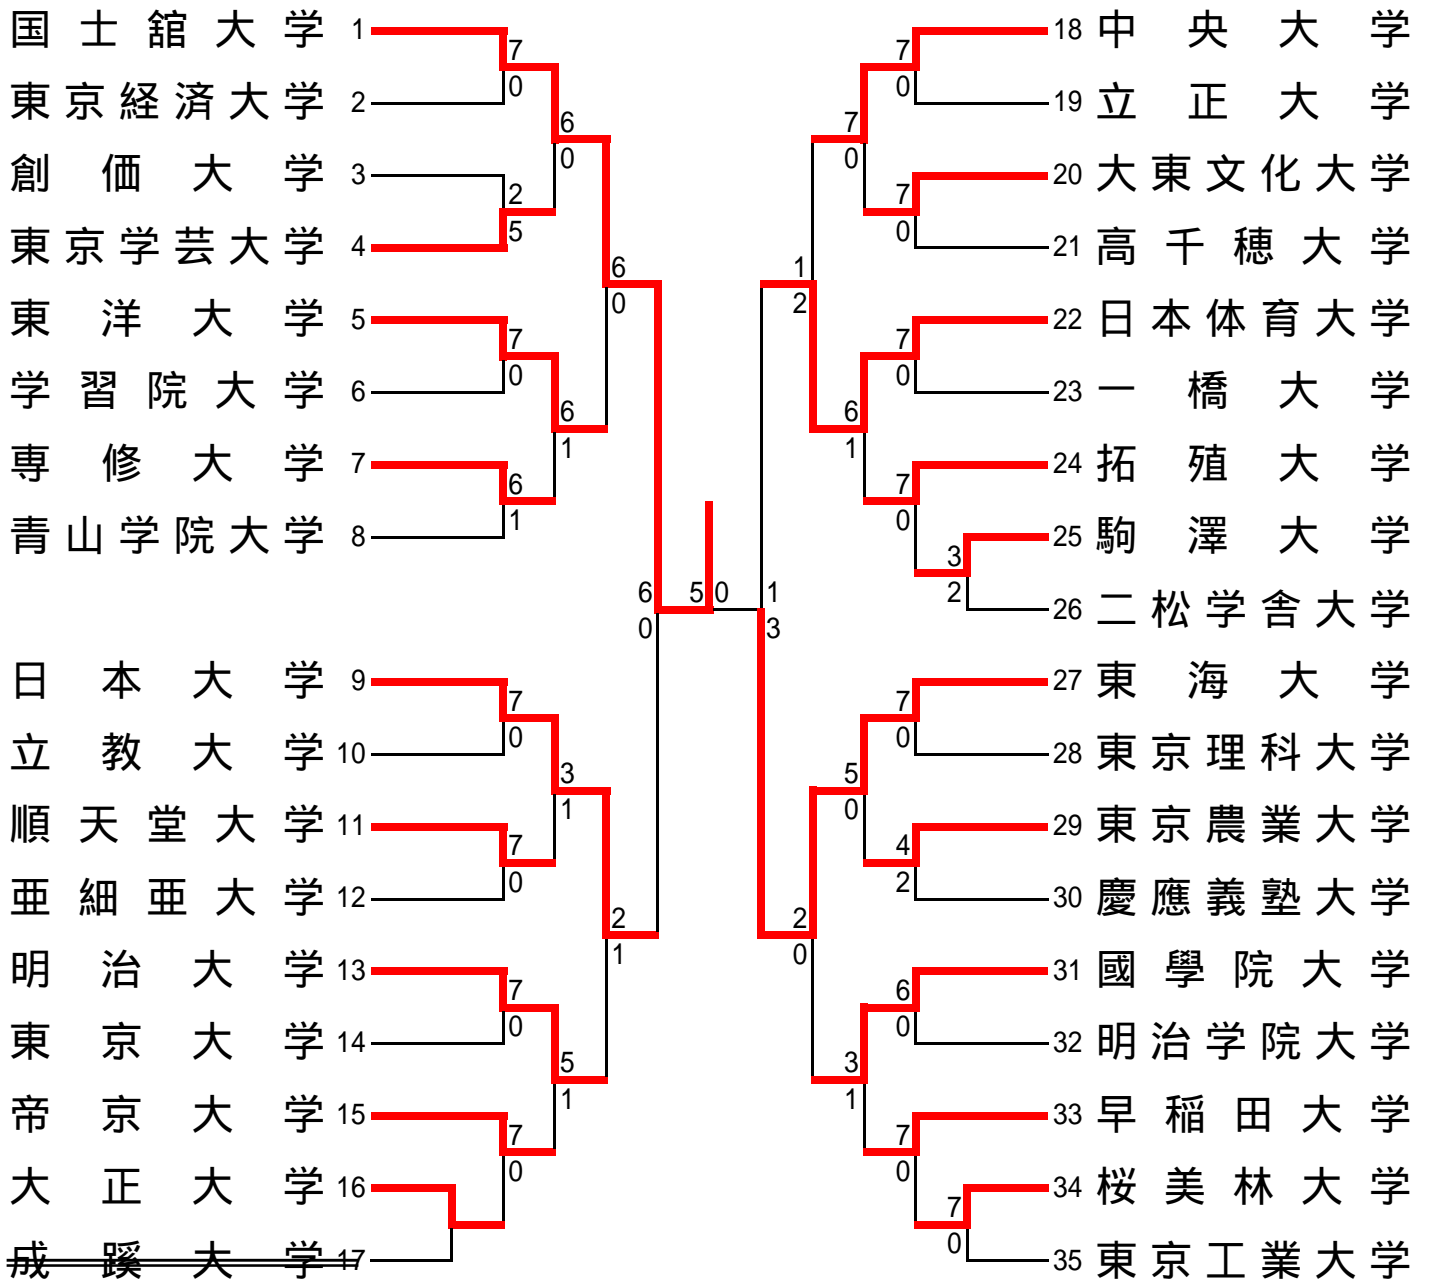 国士舘大学 1
7
0
東京経済大学 2
6
0
創価大学 3
2
5
東京学芸大学 4
6
0
東洋大学 5
7
0
学習院大学 6
6
1
専修大学 7
6
1
青山学院大学 8
6
0
5 0
日本大学 9
7
0
立教大学 10
3
1
順天堂大学 11
7
0
亜細亜大学 12
2
1
明治大学 13
7
0
東京大学 14
5
1
帝京大学 15
7
0
大正大学 16
成蹊大学 17
18 中央大学
7
0
19 立正大学
7
0
20 大東文化大学
7
0
21 高千穂大学
1
2
22 日本体育大学
7
0
23 一橋大学
6
1
24 拓殖大学
7
0
25 駒澤大学
3
2
26 二松学舎大学
1
3
27 東海大学
7
0
28 東京理科大学
5
0
29 東京農業大学
4
2
30 慶應義塾大学
2
0
31 國學院大学
6
0
32 明治学院大学
3
1
33 早稲田大学
7
0
34 桜美林大学
7
0
35 東京工業大学